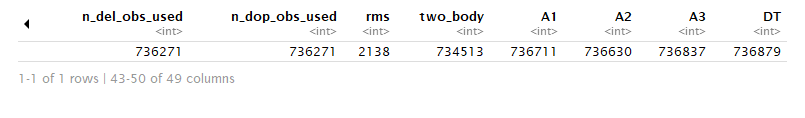 n_del_obs_used n_dop_obs_used rms two_body A1 A2 A3 DT
<int> <int> <int> <int> <int> <int> <int> <int>
736271 736271 2138 734513 736711 736630 736837 736879
1-1 of 1 rows | 43-50 of 49 columns